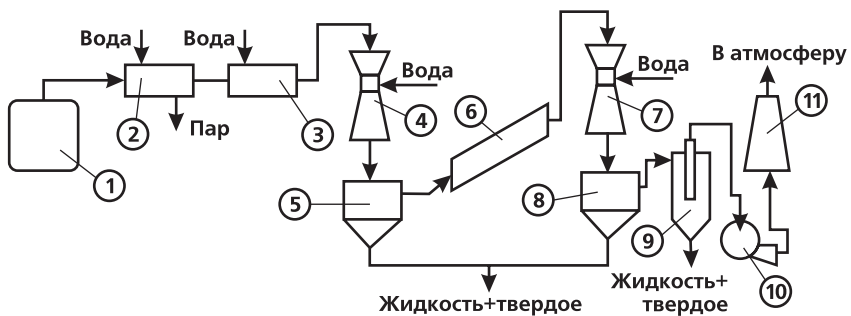 Вода
Вода
В атмосферу
Вода
Вода
Пар
1
2
3
4
5
6
7
8
9
10
11
Жидкость+твердое
Жидкость+
твердое